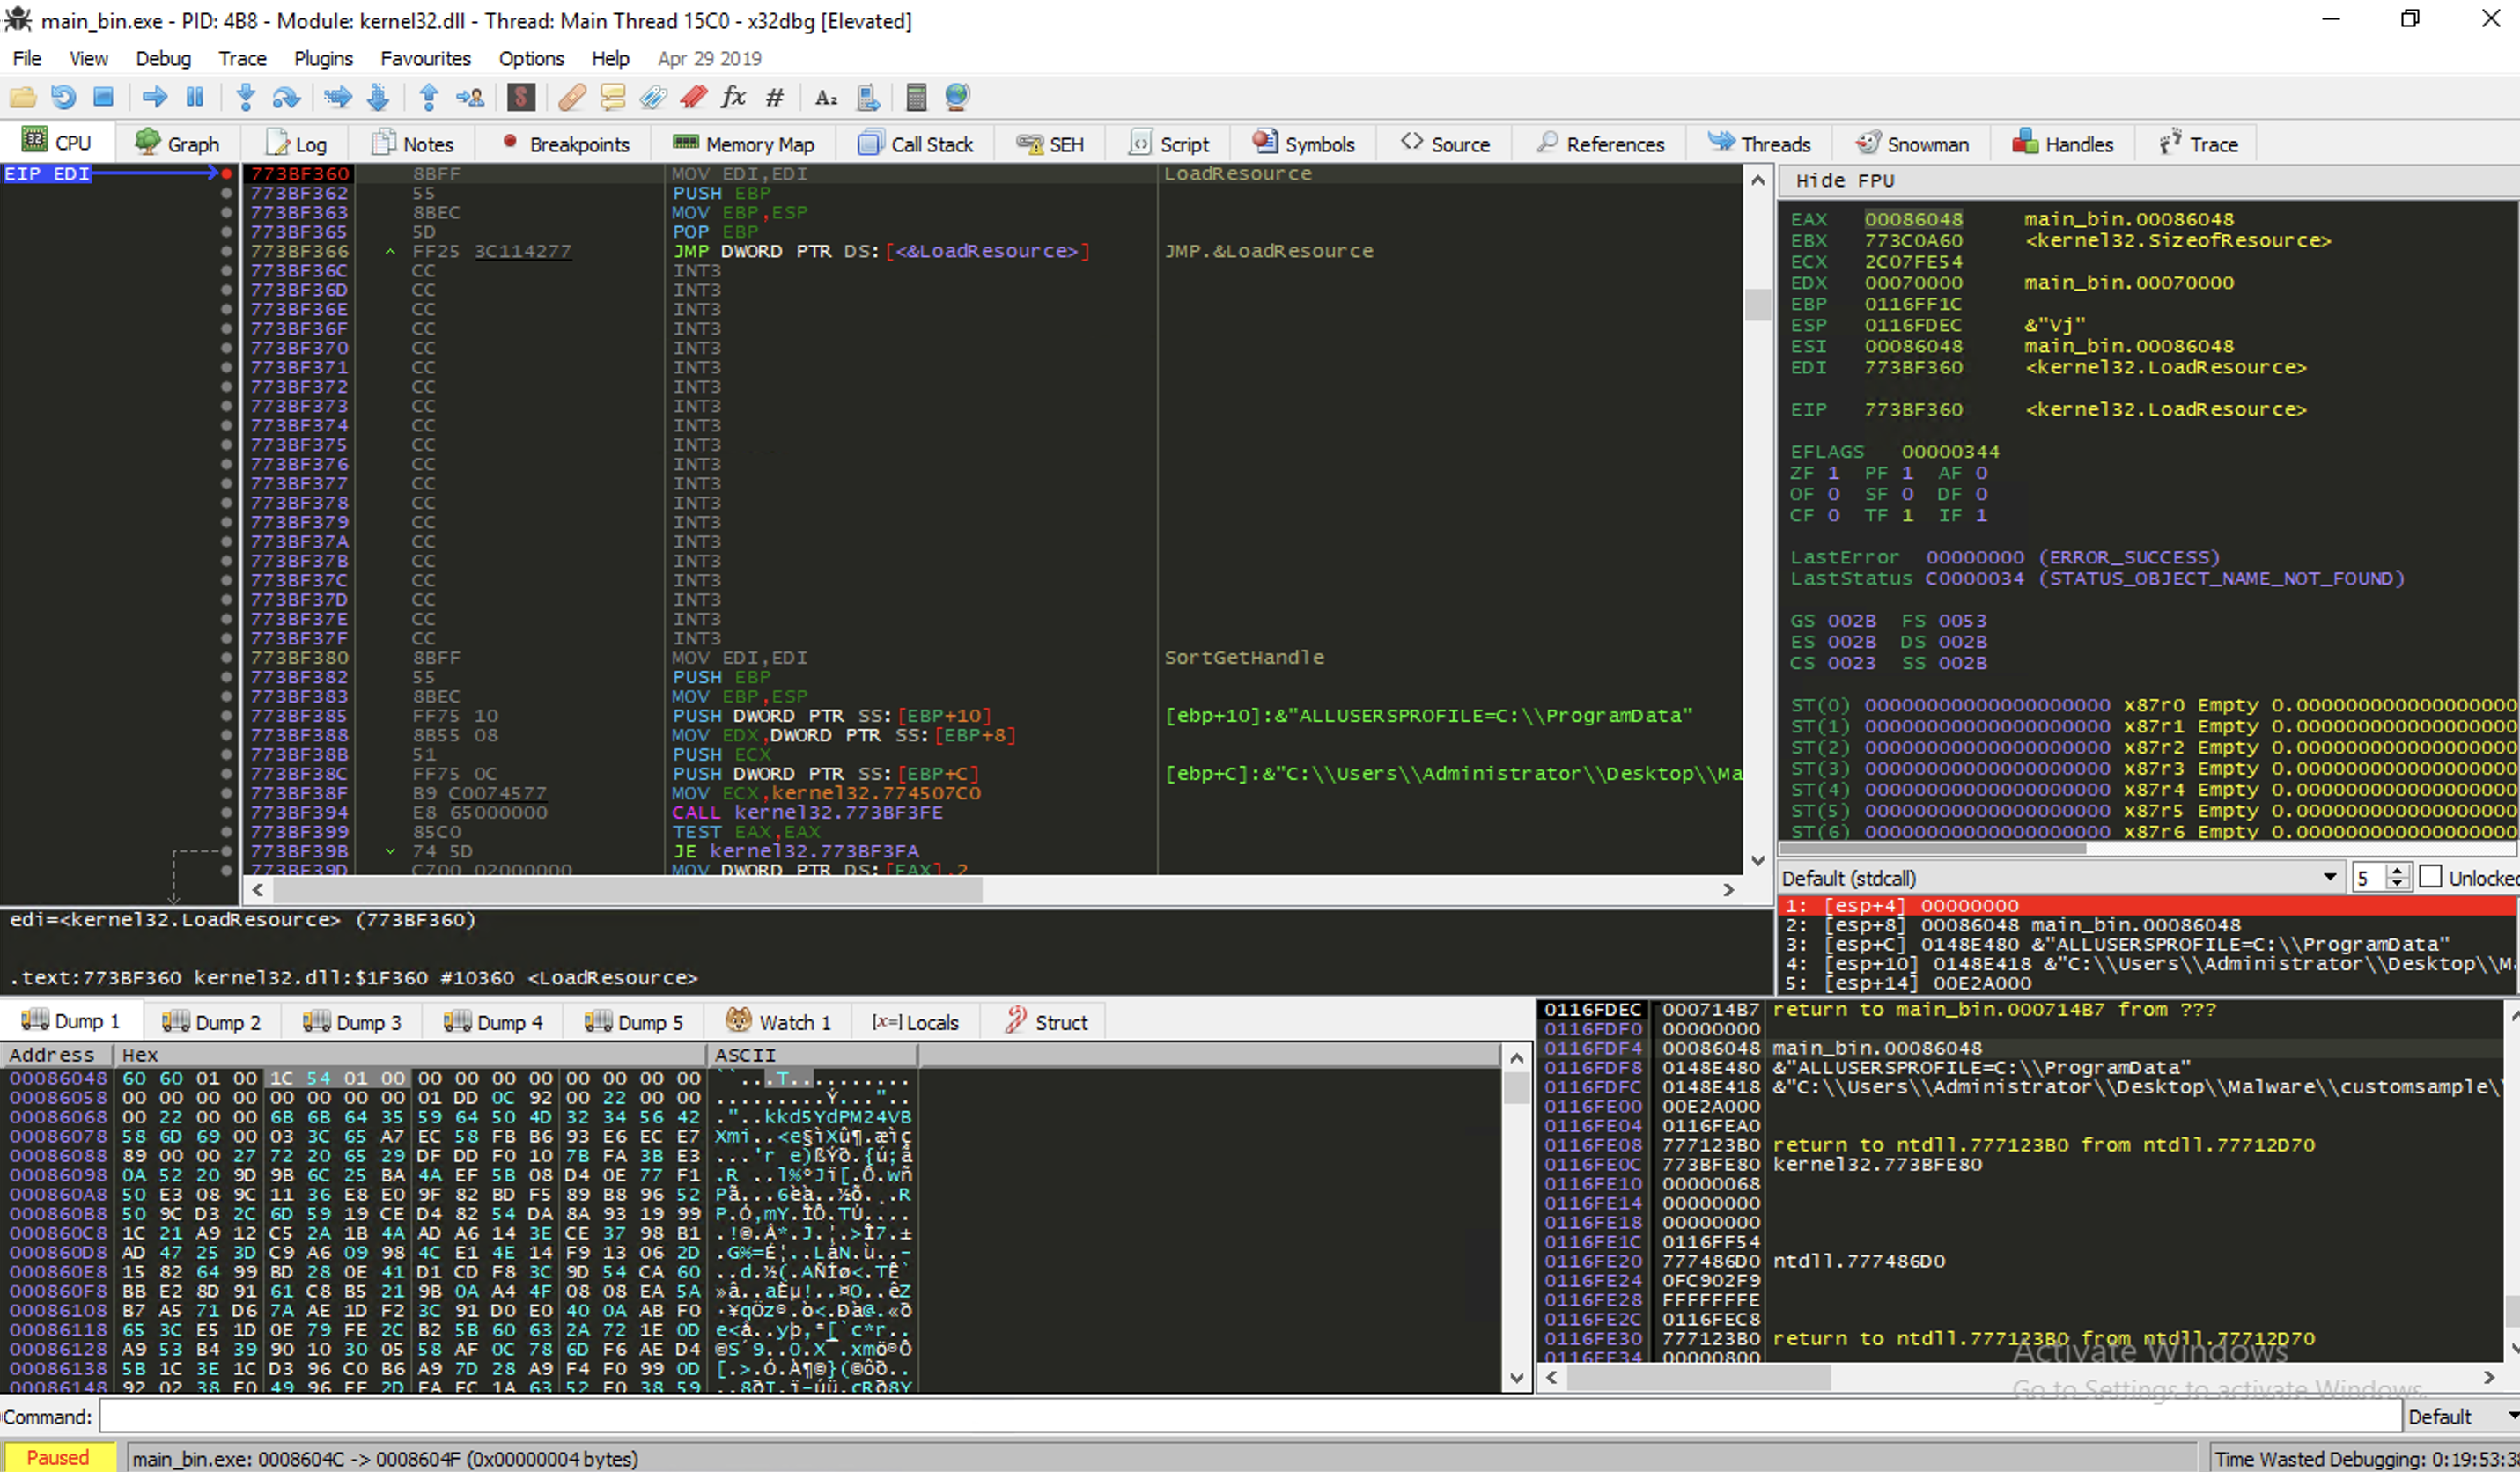 main_bin.exe - PID: 4B8 - Module: kernel32.dll - Thread: Main Thread 15C0 - x32dbg [Elevated]
File View Debug Trace Plugins Favourites Options Help Apr 29 2019
CPU Graph Log Notes Breakpoints Memory Map Call Stack SEH Script Symbols Source References Threads Snowman Handles Trace
EIP EDI
773BF360 8BFF MOV EDI,EDI LoadResource
773BF362 55 PUSH EBP
773BF363 8BEC MOV EBP,ESP
773BF365 5D POP EBP
773BF366 FF25 3C114277 JMP DWORD PTR DS:[<&LoadResource>] JMP.&LoadResource
773BF36C CC INT3
773BF36D CC INT3
773BF36E CC INT3
773BF36F CC INT3
773BF370 CC INT3
773BF371 CC INT3
773BF372 CC INT3
773BF373 CC INT3
773BF374 CC INT3
773BF375 CC INT3
773BF376 CC INT3
773BF377 CC INT3
773BF378 CC INT3
773BF379 CC INT3
773BF37A CC INT3
773BF37B CC INT3
773BF37C CC INT3
773BF37D CC INT3
773BF37E CC INT3
773BF37F CC INT3
773BF380 8BFF MOV EDI,EDI SortGetHandle
773BF382 55 PUSH EBP
773BF383 8BEC MOV EBP,ESP
773BF385 FF75 10 PUSH DWORD PTR SS:[EBP+10] [ebp+10]:&"ALLUSERSPROFILE=C:\\ProgramData"
773BF388 8B55 08 MOV EDX,DWORD PTR SS:[EBP+8]
773BF38B 51 PUSH ECX
773BF38C FF75 0C PUSH DWORD PTR SS:[EBP+C] [ebp+C]:&"C:\\Users\\Administrator\\Desktop\\Ma
773BF38F B9 C0074577 MOV ECX,kernel32.774507C0
773BF394 E8 65000000 CALL kernel32.773BF3FE
773BF399 85C0 TEST EAX,EAX
773BF39B 74 5D JE kernel32.773BF3FA
773BF39D C700 02000000 MOV DWORD PTR DS:[EAX],2
edi=<kernel32.LoadResource> (773BF360)
.text:773BF360 kernel32.dll:$1F360 #10360 <LoadResource>
Hide FPU
EAX 00086048 main_bin.00086048
EBX 773C0A60 <kernel32.SizeofResource>
ECX 2C07FE54
EDX 00070000 main_bin.00070000
EBP 0116FF1C
ESP 0116FDEC &"Vj"
ESI 00086048 main_bin.00086048
EDI 773BF360 <kernel32.LoadResource>
EIP 773BF360 <kernel32.LoadResource>
EFLAGS 00000344
ZF 1 PF 1 AF 0
OF 0 SF 0 DF 0
CF 0 TF 1 IF 1
LastError 00000000 (ERROR_SUCCESS)
LastStatus C0000034 (STATUS_OBJECT_NAME_NOT_FOUND)
GS 002B FS 0053
ES 002B DS 002B
CS 0023 SS 002B
ST(0) 00000000000000000000 x87r0 Empty 0.000000000000000000
ST(1) 00000000000000000000 x87r1 Empty 0.000000000000000000
ST(2) 00000000000000000000 x87r2 Empty 0.000000000000000000
ST(3) 00000000000000000000 x87r3 Empty 0.000000000000000000
ST(4) 00000000000000000000 x87r4 Empty 0.000000000000000000
ST(5) 00000000000000000000 x87r5 Empty 0.000000000000000000
ST(6) 00000000000000000000 x87r6 Empty 0.000000000000000000
Default (stdcall) 5 Unlocked
1: [esp+4] 00000000
2: [esp+8] 00086048 main_bin.00086048
3: [esp+C] 0148E480 &"ALLUSERSPROFILE=C:\\ProgramData"
4: [esp+10] 0148E418 &"C:\\Users\\Administrator\\Desktop\\M
5: [esp+14] 00E2A000
Dump 1 Dump 2 Dump 3 Dump 4 Dump 5 Watch 1 [x=] Locals Struct
Address Hex ASCII
00086048 60 60 01 00 1C 54 01 00 00 00 00 00 00 00 00 00 ``...T..........
00086058 00 00 00 00 00 00 00 00 01 DD 0C 92 00 22 00 00 .........Ý..."..
00086068 00 22 00 00 6B 6B 64 35 59 64 50 4D 32 34 56 42 ."..kkd5YdPM24VB
00086078 58 6D 69 00 03 3C 65 A7 EC 58 FB B6 93 E6 EC E7 Xmi..<e§ìXû¶.æìç
00086088 89 00 00 27 72 20 65 29 DF DD F0 10 7B FA 3B E3 ...'r e)ßÝð.{ú;ã
00086098 0A 52 20 9D 9B 6C 25 BA 4A EF 5B 08 D4 0E 77 F1 .R ..l%ºJï[.Ô.wñ
000860A8 50 E3 08 9C 11 36 E8 E0 9F 82 BD F5 89 B8 96 52 Pã...6èà..½õ.¸.R
000860B8 50 9C D3 2C 6D 59 19 CE D4 82 54 DA 8A 93 19 99 P.Ó,mY.ÎÔ.TÚ....
000860C8 1C 21 A9 12 C5 2A 1B 4A AD A6 14 3E CE 37 98 B1 .!©.Å*.J.¦.>Î7.±
000860D8 AD 47 25 3D C9 A6 09 98 4C E1 4E 14 F9 13 06 2D .G%=É¦..LáN.ù..-
000860E8 15 82 64 99 BD 28 0E 41 D1 CD F8 3C 9D 54 CA 60 ..d.½(.AÑÍø<.TÊ`
000860F8 BB E2 8D 91 61 C8 B5 21 9B 0A A4 4F 08 08 EA 5A »â..aÈµ!..¤O..êZ
00086108 B7 A5 71 D6 7A AE 1D F2 3C 91 D0 E0 40 0A AB F0 ·¥qÖz®.ò<.Ðà@.«ð
00086118 65 3C E5 1D 0E 79 FE 2C B2 5B 60 63 2A 72 1E 0D e<å..yþ,²[`c*r..
00086128 A9 53 B4 39 90 10 30 05 58 AF 0C 78 6D F6 AE D4 ©S´9..0.X¯.xmö®Ô
00086138 5B 1C 3E 1C D3 96 C0 B6 A9 7D 28 A9 F4 F0 99 0D [.>.Ó.À¶©}(©ôð..
0116FDEC 000714B7 return to main_bin.000714B7 from ???
0116FDF0 00000000
0116FDF4 00086048 main_bin.00086048
0116FDF8 0148E480 &"ALLUSERSPROFILE=C:\\ProgramData"
0116FDFC 0148E418 &"C:\\Users\\Administrator\\Desktop\\Malware\\customsample\\
0116FE00 00E2A000
0116FE04 0116FEA0
0116FE08 777123B0 return to ntdll.777123B0 from ntdll.77712D70
0116FE0C 773BFE80 kernel32.773BFE80
0116FE10 00000068
0116FE14 00000000
0116FE18 00000000
0116FE1C 0116FF54
0116FE20 777486D0 ntdll.777486D0
0116FE24 0FC902F9
0116FE28 FFFFFFFE
0116FE2C 0116FEC8
0116FE30 777123B0 return to ntdll.777123B0 from ntdll.77712D70
0116FE34 00000800
Activate Windows
Go to Settings to activate Windows.
Command: Default
Paused main_bin.exe: 0008604C -> 0008604F (0x00000004 bytes) Time Wasted Debugging: 0:19:53:3